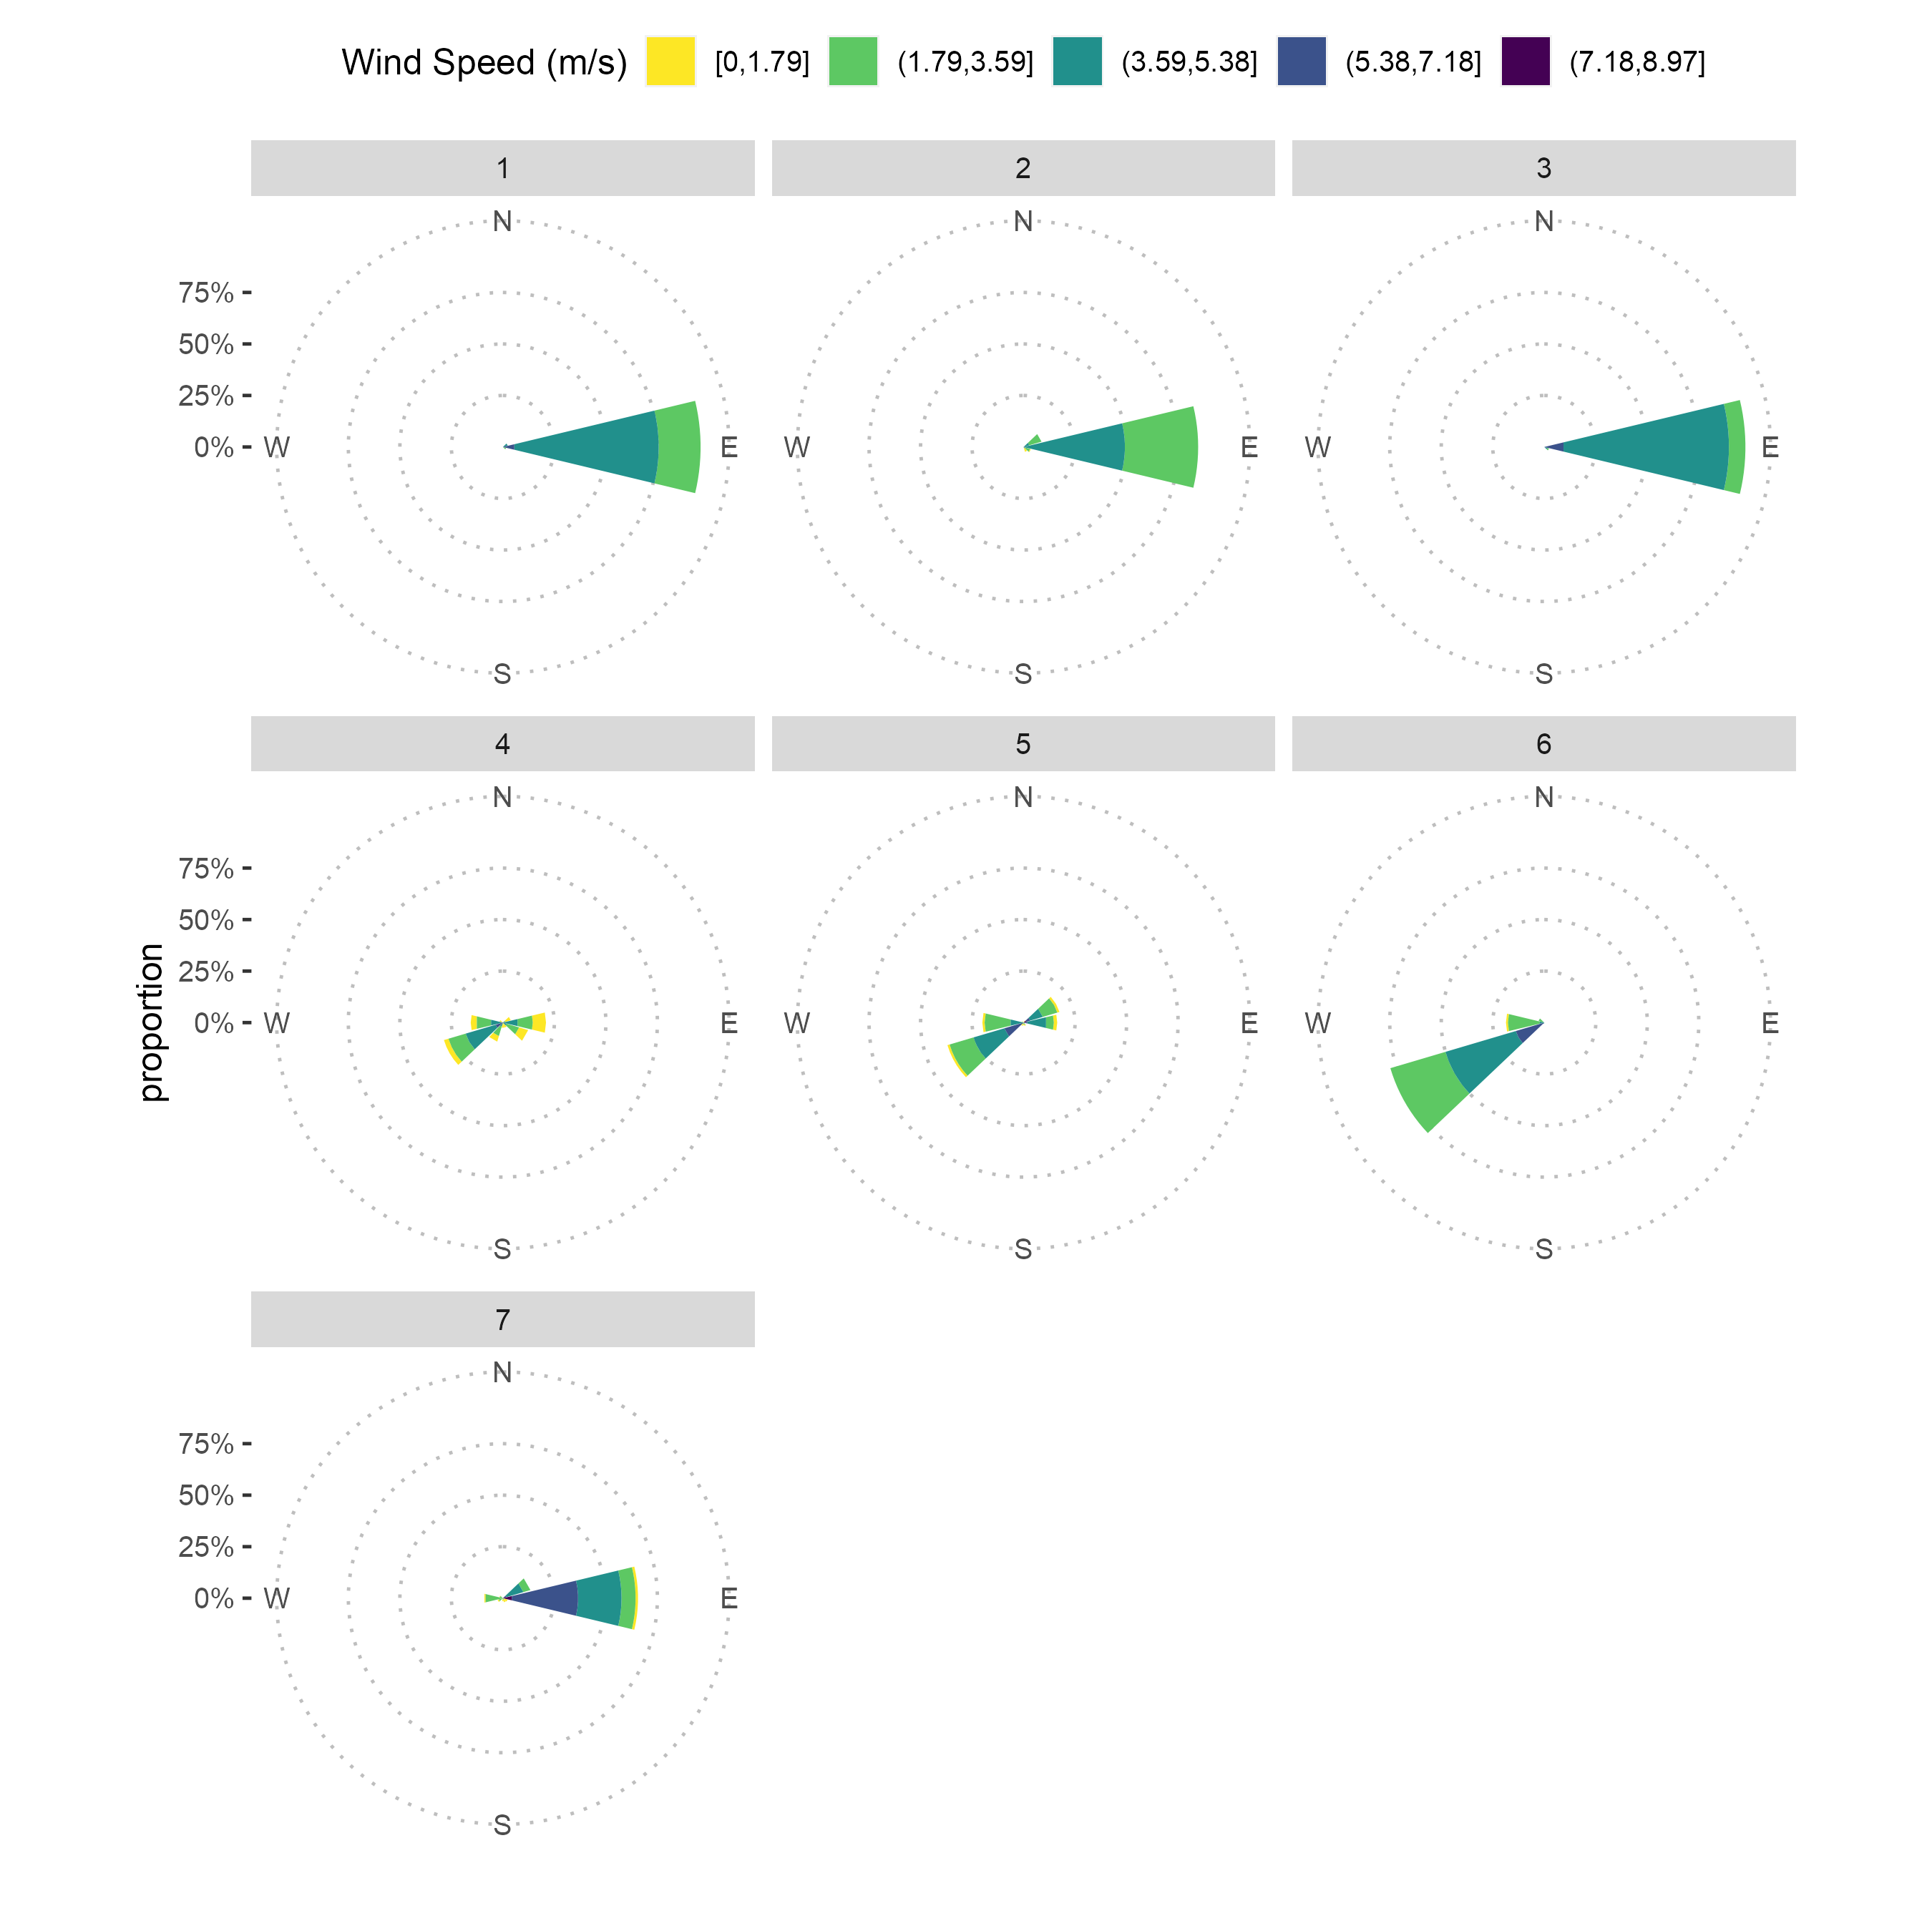 Wind Speed (m/s) [0,1.79] (1.79,3.59] (3.59,5.38] (5.38,7.18] (7.18,8.97]
1 2 3
N N N
75%
50%
25%
0% W E W E W E
S S S
4 5 6
N N N
75%
50%
25%
0% W E W E W E
S S S
proportion
7
N
75%
50%
25%
0% W E
S